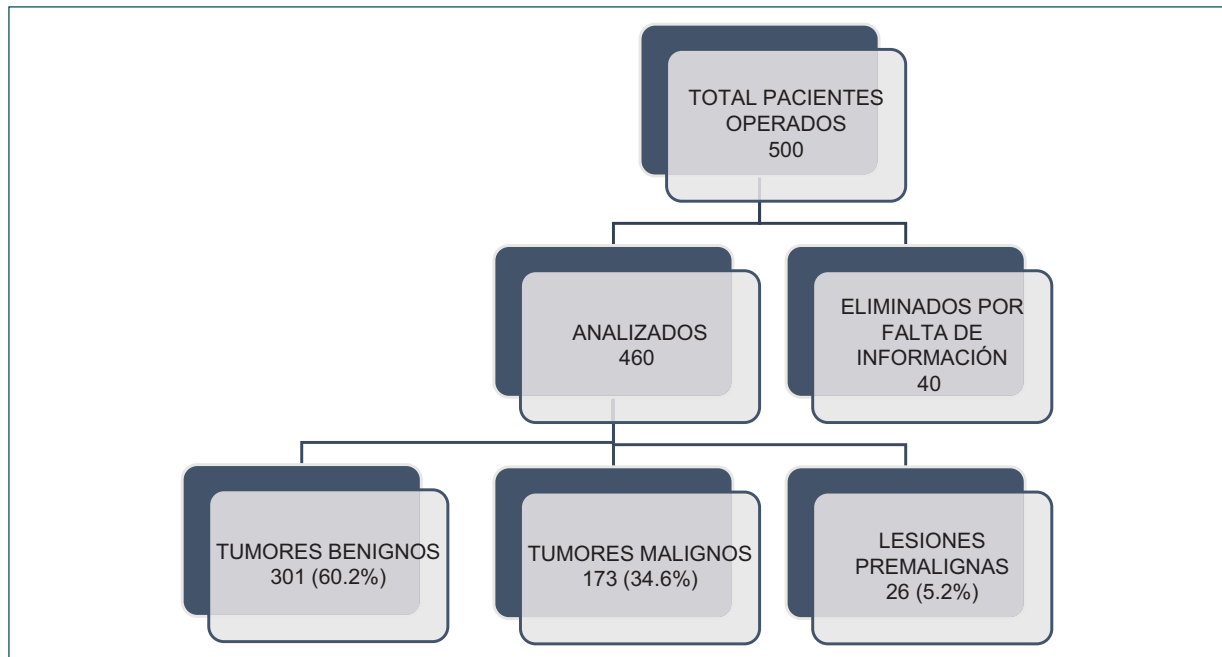 TOTAL PACIENTES
OPERADOS
500
ANALIZADOS
460
ELIMINADOS POR
FALTA DE
INFORMACIÓN
40
TUMORES BENIGNOS
301 (60.2%)
TUMORES MALIGNOS
173 (34.6%)
LESIONES
PREMALIGNAS
26 (5.2%)